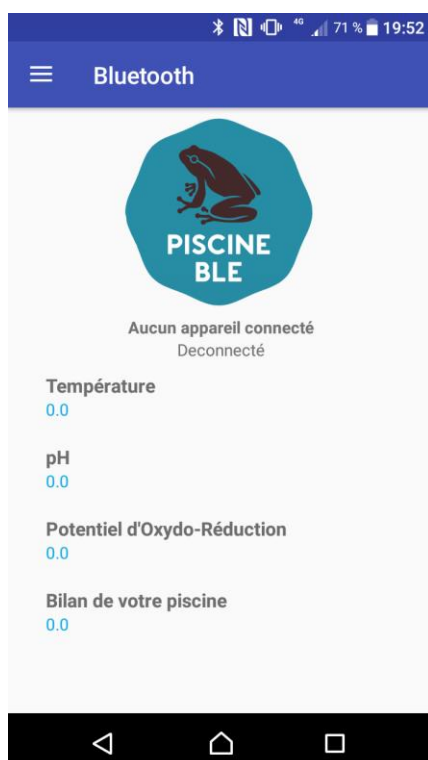 4G 71 % 19:52
Bluetooth
PISCINE
BLE
Aucun appareil connecté
Deconnecté
Température
0.0
pH
0.0
Potentiel d'Oxydo-Réduction
0.0
Bilan de votre piscine
0.0